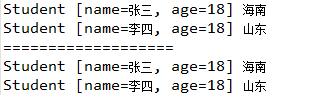 Student [name=张三, age=18] 海南
Student [name=李四, age=18] 山东
===================
Student [name=张三, age=18] 海南
Student [name=李四, age=18] 山东